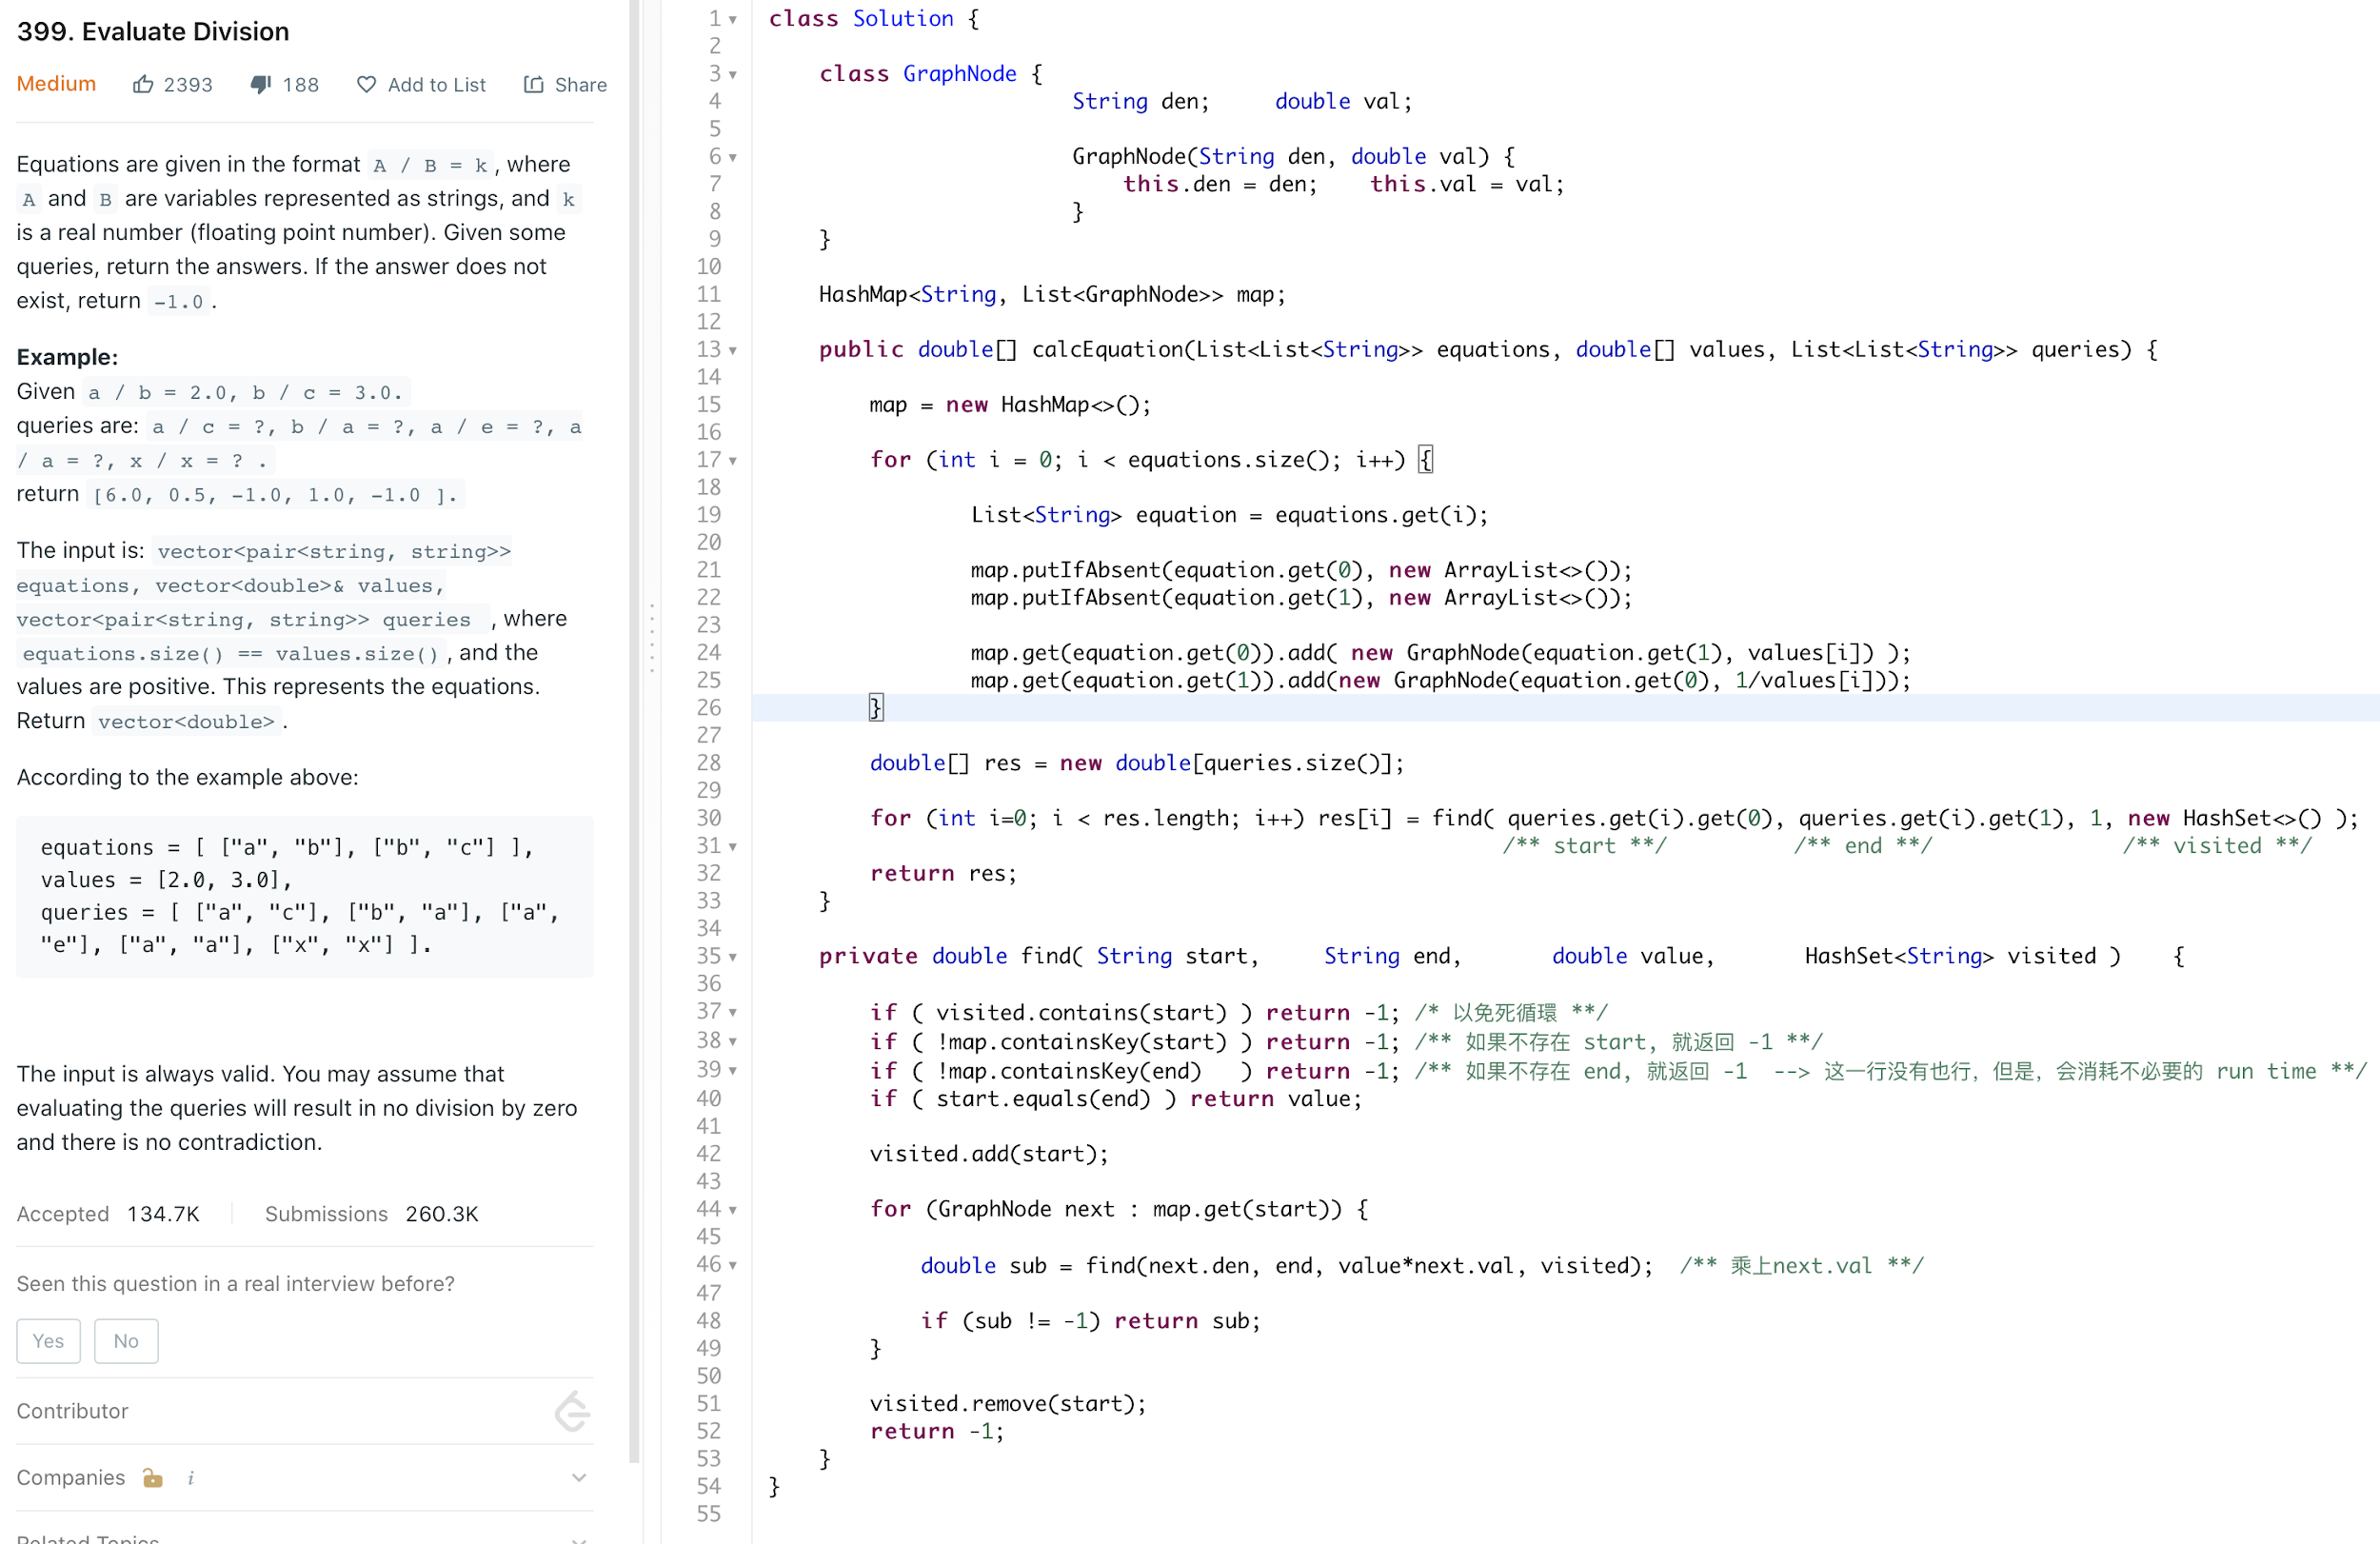 399. Evaluate Division
Medium 2393 188 Add to List Share
Equations are given in the format A / B = k , where
A and B are variables represented as strings, and k
is a real number (floating point number). Given some
queries, return the answers. If the answer does not
exist, return -1.0 .
Example:
Given a / b = 2.0, b / c = 3.0.
queries are: a / c = ?, b / a = ?, a / e = ?, a
/ a = ?, x / x = ? .
return [6.0, 0.5, -1.0, 1.0, -1.0 ].
The input is: vector<pair<string, string>>
equations, vector<double>& values,
vector<pair<string, string>> queries , where
equations.size() == values.size() , and the
values are positive. This represents the equations.
Return vector<double> .
According to the example above:
equations = [ ["a", "b"], ["b", "c"] ],
values = [2.0, 3.0],
queries = [ ["a", "c"], ["b", "a"], ["a",
"e"], ["a", "a"], ["x", "x"] ].
The input is always valid. You may assume that
evaluating the queries will result in no division by zero
and there is no contradiction.
Accepted 134.7K Submissions 260.3K
Seen this question in a real interview before?
Yes No
Contributor
Companies i
Related Topics
1 class Solution {
2
3 class GraphNode {
4 String den; double val;
5
6 GraphNode(String den, double val) {
7 this.den = den; this.val = val;
8 }
9 }
10
11 HashMap<String, List<GraphNode>> map;
12
13 public double[] calcEquation(List<List<String>> equations, double[] values, List<List<String>> queries) {
14
15 map = new HashMap<>();
16
17 for (int i = 0; i < equations.size(); i++) {
18
19 List<String> equation = equations.get(i);
20
21 map.putIfAbsent(equation.get(0), new ArrayList<>());
22 map.putIfAbsent(equation.get(1), new ArrayList<>());
23
24 map.get(equation.get(0)).add( new GraphNode(equation.get(1), values[i]) );
25 map.get(equation.get(1)).add(new GraphNode(equation.get(0), 1/values[i]));
26 }
27
28 double[] res = new double[queries.size()];
29
30 for (int i=0; i < res.length; i++) res[i] = find( queries.get(i).get(0), queries.get(i).get(1), 1, new HashSet<>() );
31 /** start **/ /** end **/ /** visited **/
32 return res;
33 }
34
35 private double find( String start, String end, double value, HashSet<String> visited ) {
36
37 if ( visited.contains(start) ) return -1; /* 以免死循環 **/
38 if ( !map.containsKey(start) ) return -1; /** 如果不存在 start, 就返回 -1 **/
39 if ( !map.containsKey(end) ) return -1; /** 如果不存在 end, 就返回 -1 --> 这一行没有也行, 但是, 会消耗不必要的 run time **/
40 if ( start.equals(end) ) return value;
41
42 visited.add(start);
43
44 for (GraphNode next : map.get(start)) {
45
46 double sub = find(next.den, end, value*next.val, visited); /** 乘上next.val **/
47
48 if (sub != -1) return sub;
49 }
50
51 visited.remove(start);
52 return -1;
53 }
54 }
55